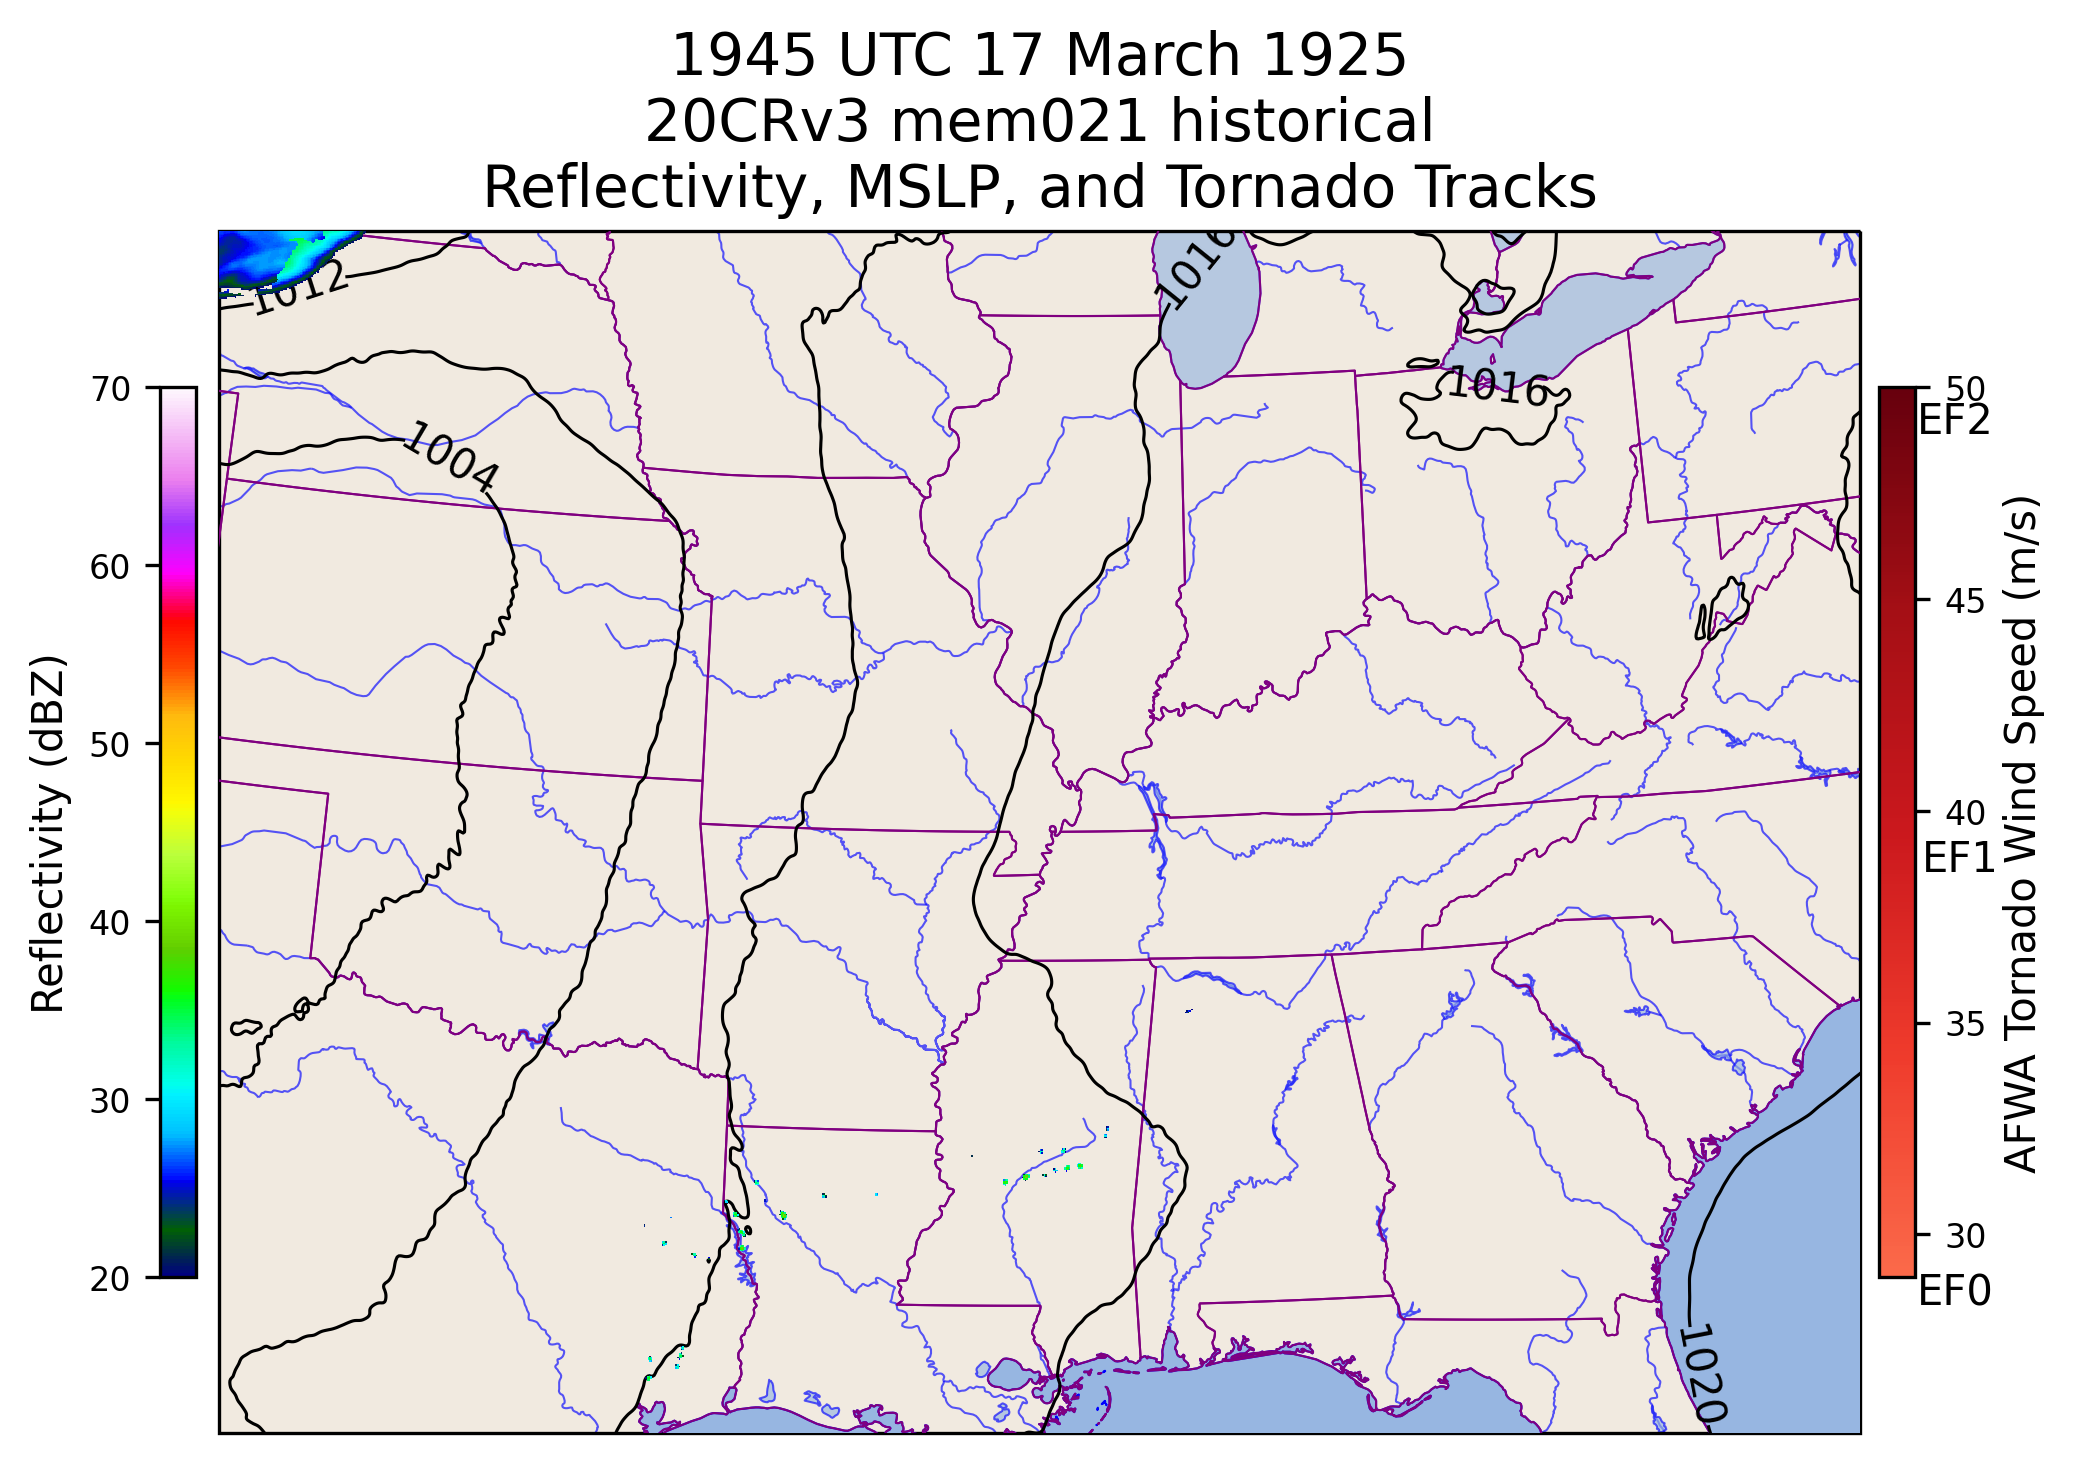 1945 UTC 17 March 1925
20CRv3 mem021 historical
Reflectivity, MSLP, and Tornado Tracks
1016
1012
1016
1004
1020
70
60
50
40
30
20
Reflectivity (dBZ)
50
EF2
45
40
EF1
35
30
EF0
AFWA Tornado Wind Speed (m/s)